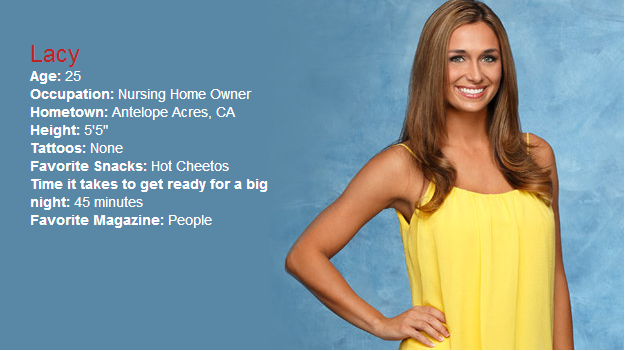 Lacy
Age: 25
Occupation: Nursing Home Owner
Hometown: Antelope Acres, CA
Height: 5'5"
Tattoos: None
Favorite Snacks: Hot Cheetos
Time it takes to get ready for a big
night: 45 minutes
Favorite Magazine: People